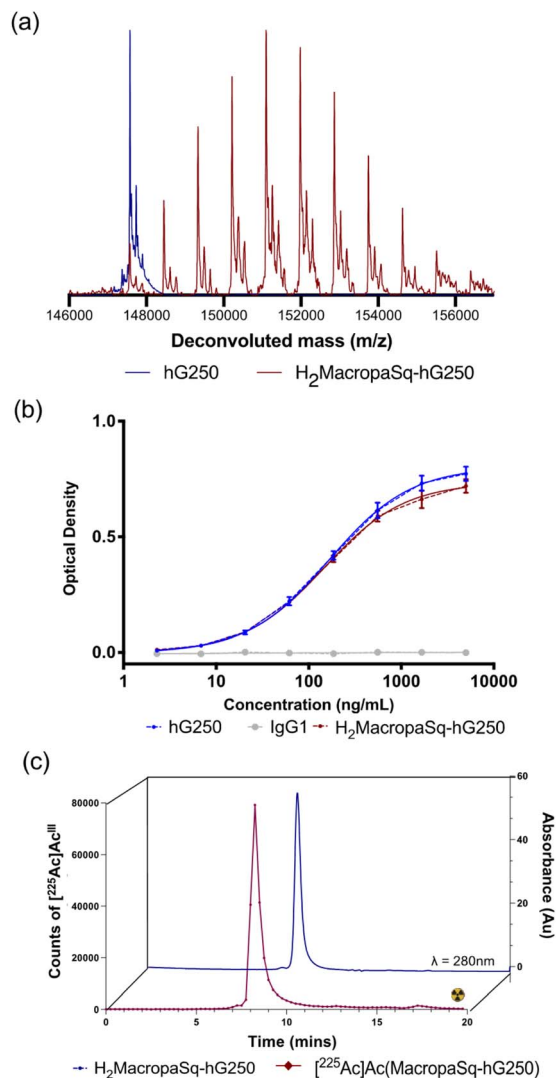 (a)
146000 148000 150000 152000 154000 156000
Deconvoluted mass (m/z)
hG250 H₂MacropaSq-hG250
(b)
1.0
Optical Density
0.5
0.0
1 10 100 1000 10000
Concentration (ng/mL)
hG250 IgG1 H₂MacropaSq-hG250
(c)
80000
60000
40000
20000
0
Counts of [²²⁵Ac]Acᴵᴵᴵ
60
40
20
0
Absorbance (Au)
λ = 280nm
0 5 10 15 20
Time (mins)
H₂MacropaSq-hG250 [²²⁵Ac]Ac(MacropaSq-hG250)